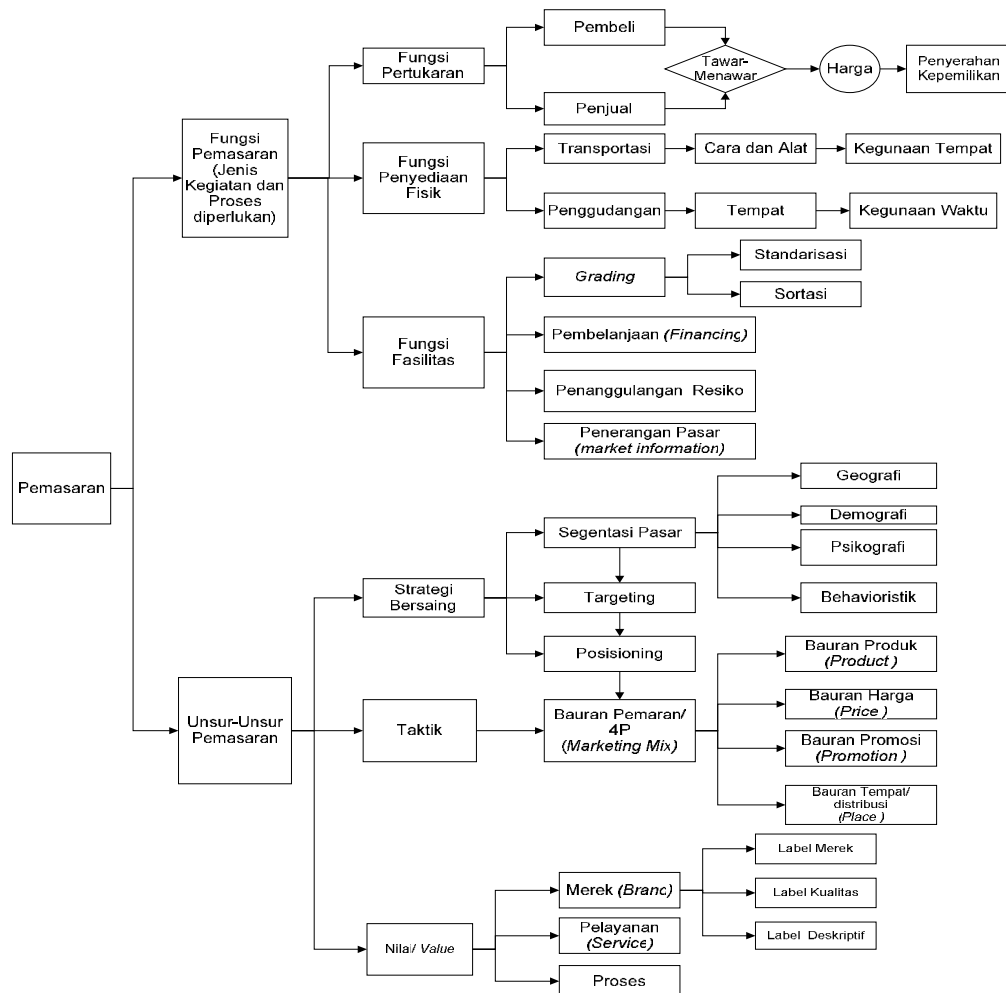 Pembeli
Fungsi
Pertukaran
Tawar-
Menawar
Harga
Penyerahan
Kepemilikan
Penjual
Fungsi
Pemasaran
(Jenis
Kegiatan dan
Proses
diperlukan)
Fungsi
Penyediaan
Fisik
Transportasi
Cara dan Alat
Kegunaan Tempat
Penggudangan
Tempat
Kegunaan Waktu
Grading
Standarisasi
Sortasi
Fungsi
Fasilitas
Pembelanjaan (Financing)
Penanggulangan Resiko
Penerangan Pasar
(market information)
Pemasaran
Segentasi Pasar
Geografi
Demografi
Psikografi
Behavioristik
Strategi
Bersaing
Targeting
Posisioning
Unsur-Unsur
Pemasaran
Taktik
Bauran Pemaran/
4P
(Marketing Mix)
Bauran Produk
(Product )
Bauran Harga
(Price )
Bauran Promosi
(Promotion )
Bauran Tempat/
distribusi
(Place )
Nilai/ Value
Merek (Branc)
Label Merek
Label Kualitas
Label Deskriptif
Pelayanan
(Service)
Proses